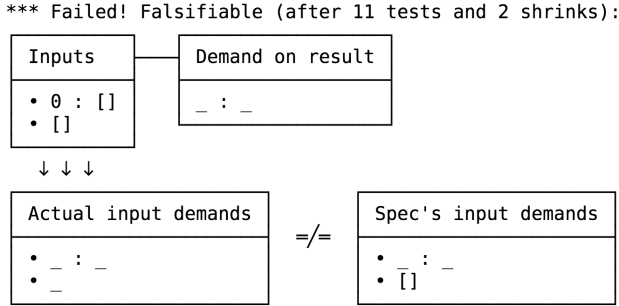 *** Failed! Falsifiable (after 11 tests and 2 shrinks):
Inputs
Demand on result
• 0 : []
• []
_ : _
↓ ↓ ↓
Actual input demands
• _ : _
• _
=/=
Spec's input demands
• _ : _
• []